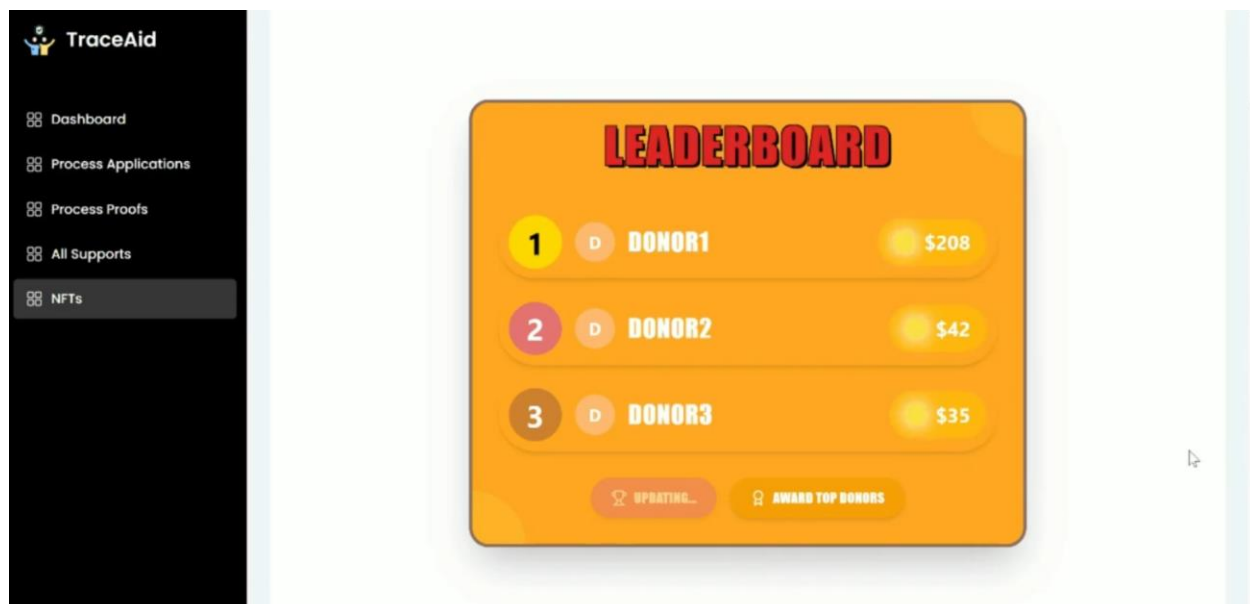 TraceAid
Dashboard
Process Applications
Process Proofs
All Supports
NFTs
LEADERBOARD
1 D DONOR1 $208
2 D DONOR2 $42
3 D DONOR3 $35
UPDATING... AWARD TOP DONORS